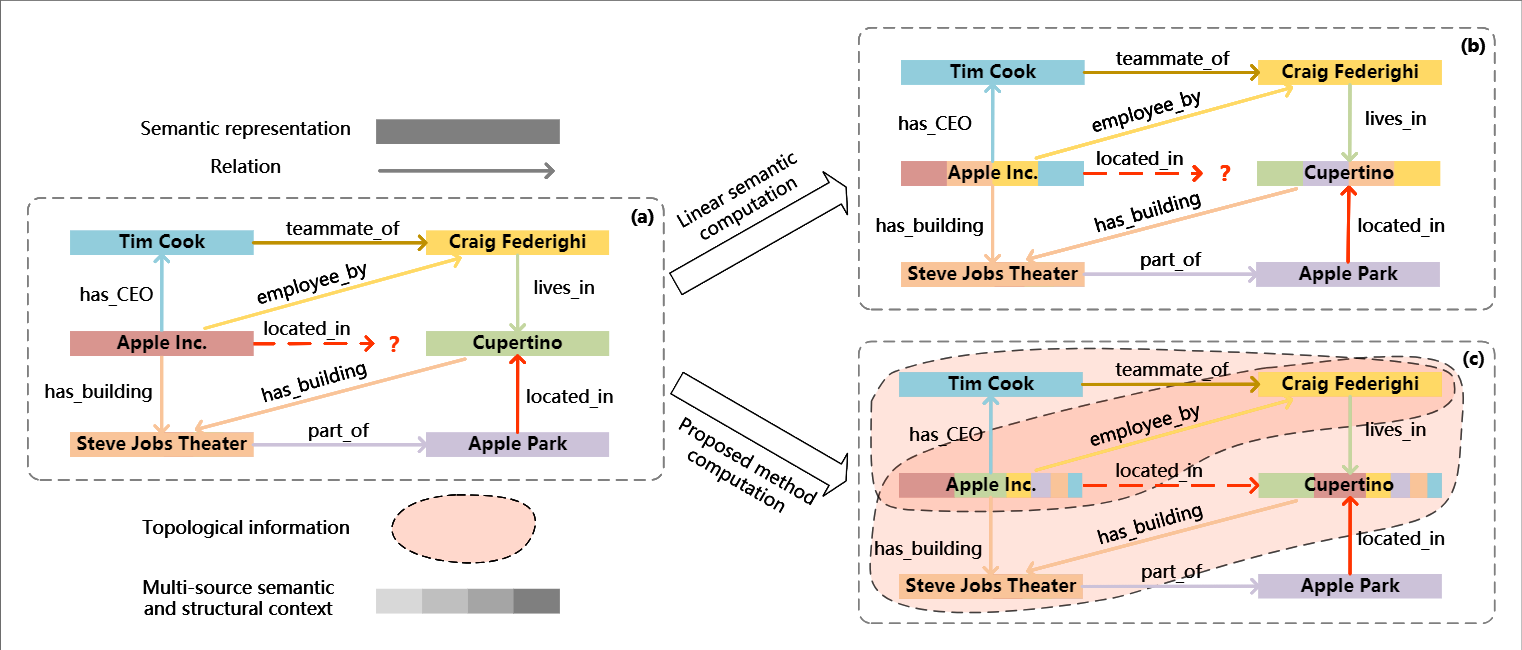 Semantic representation
Relation
(a)
Tim Cook
teammate_of
Craig Federighi
has_CEO
employee_by
lives_in
Apple Inc.
located_in
?
Cupertino
has_building
has_building
located_in
Steve Jobs Theater
part_of
Apple Park
Topological information
Multi-source semantic
and structural context
Linear semantic
computation
Proposed method
computation
(b)
Tim Cook
teammate_of
Craig Federighi
has_CEO
employee_by
lives_in
Apple Inc.
located_in
?
Cupertino
has_building
has_building
located_in
Steve Jobs Theater
part_of
Apple Park
(c)
Tim Cook
teammate_of
Craig Federighi
has_CEO
employee_by
lives_in
Apple Inc.
located_in
Cupertino
has_building
has_building
located_in
Steve Jobs Theater
part_of
Apple Park